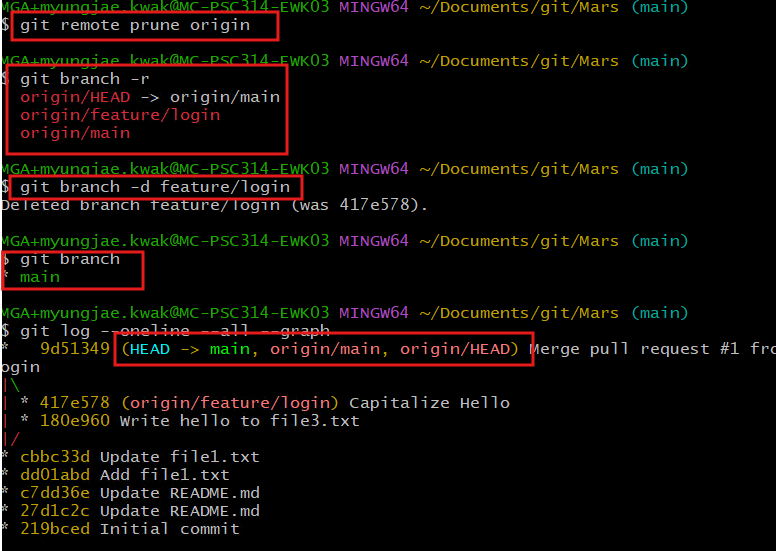 MGA+myungjae.kwak@MC-PSC314-EWK03 MINGW64 ~/Documents/git/Mars (main)
$ git remote prune origin
MGA+myungjae.kwak@MC-PSC314-EWK03 MINGW64 ~/Documents/git/Mars (main)
$ git branch -r
  origin/HEAD -> origin/main
  origin/feature/login
  origin/main
MGA+myungjae.kwak@MC-PSC314-EWK03 MINGW64 ~/Documents/git/Mars (main)
$ git branch -d feature/login
Deleted branch feature/login (was 417e578).
MGA+myungjae.kwak@MC-PSC314-EWK03 MINGW64 ~/Documents/git/Mars (main)
$ git branch
* main
MGA+myungjae.kwak@MC-PSC314-EWK03 MINGW64 ~/Documents/git/Mars (main)
$ git log --oneline --all --graph
*   9d51349 (HEAD -> main, origin/main, origin/HEAD) Merge pull request #1 fro
ogin
|\
| * 417e578 (origin/feature/login) Capitalize Hello
| * 180e960 Write hello to file3.txt
|/
* cbbc33d Update file1.txt
* dd01abd Add file1.txt
* c7dd36e Update README.md
* 27d1c2c Update README.md
* 219bced Initial commit